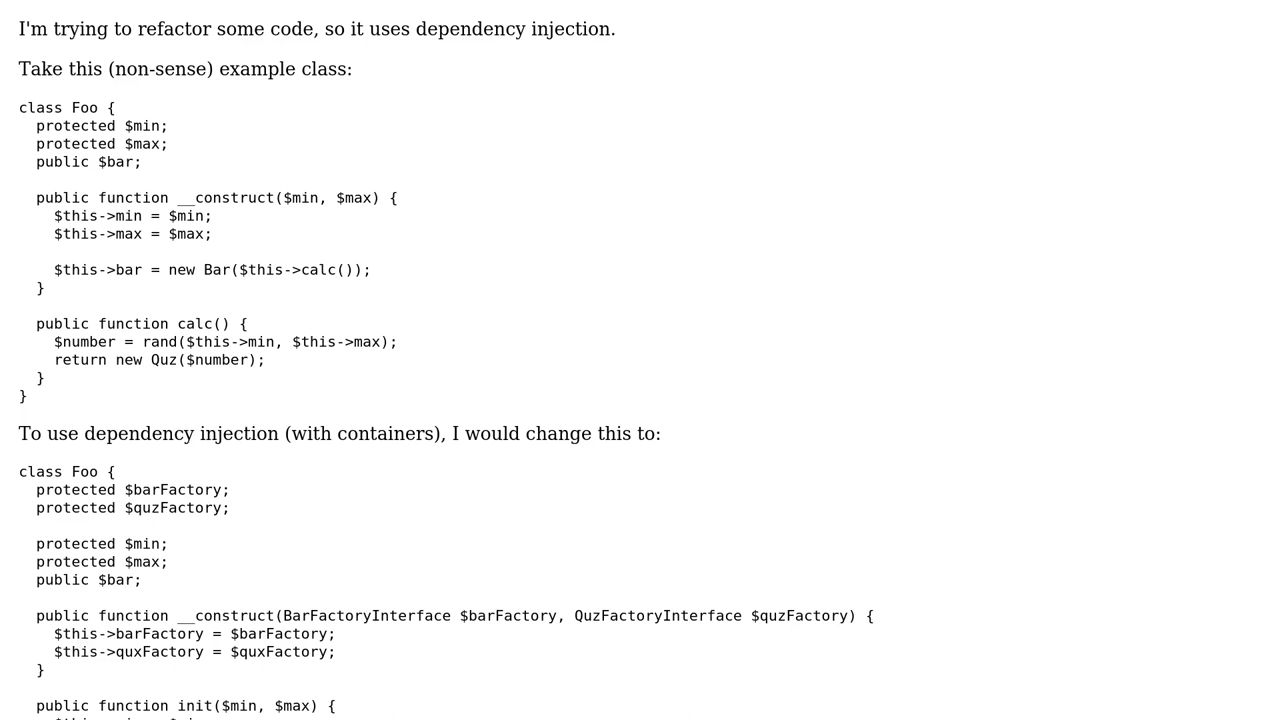 I'm trying to refactor some code, so it uses dependency injection.
Take this (non-sense) example class:
class Foo {
  protected $min;
  protected $max;
  public $bar;

  public function __construct($min, $max) {
    $this->min = $min;
    $this->max = $max;

    $this->bar = new Bar($this->calc());
  }

  public function calc() {
    $number = rand($this->min, $this->max);
    return new Quz($number);
  }
}
To use dependency injection (with containers), I would change this to:
class Foo {
  protected $barFactory;
  protected $quzFactory;

  protected $min;
  protected $max;
  public $bar;

  public function __construct(BarFactoryInterface $barFactory, QuzFactoryInterface $quzFactory) {
    $this->barFactory = $barFactory;
    $this->quxFactory = $quxFactory;
  }

  public function init($min, $max) {